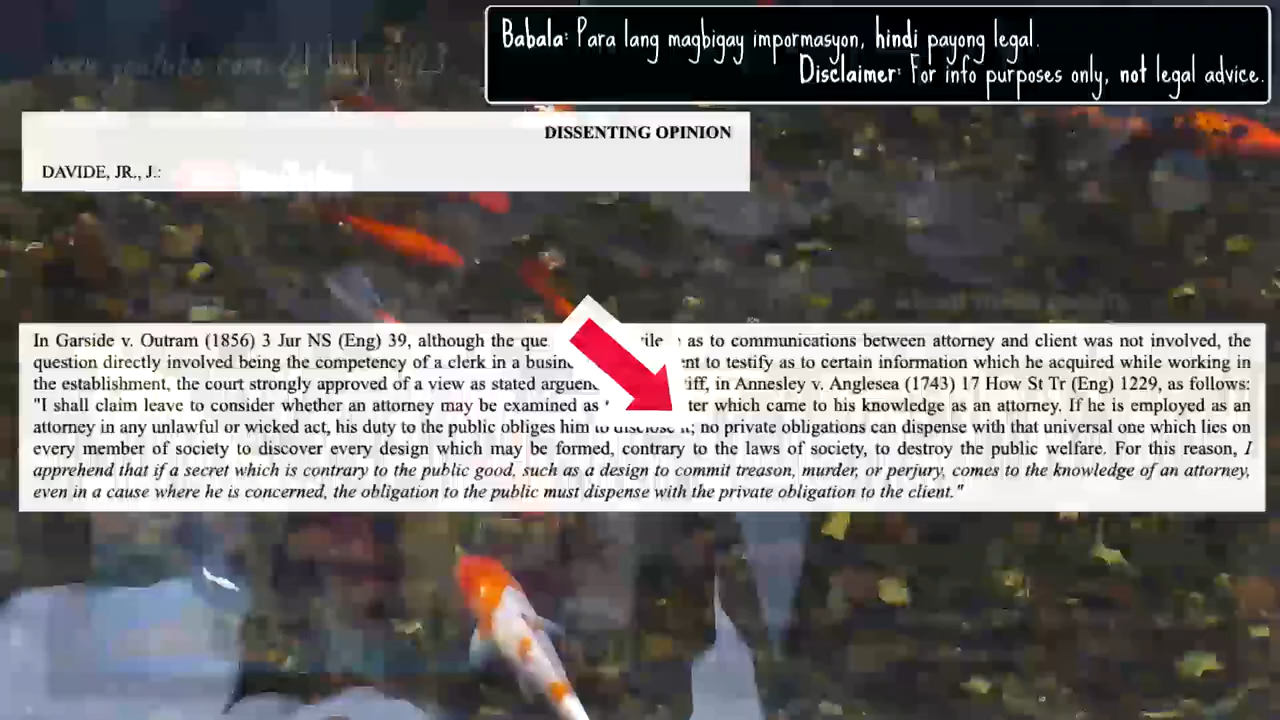 Babala: Para lang magbigay impormasyon, hindi payong legal.
Disclaimer: For info purposes only, not legal advice.
DISSENTING OPINION
DAVIDE, JR., J.:
In Garside v. Outram (1856) 3 Jur NS (Eng) 39, although the as to communications between attorney and client was not involved, the
question directly involved being the competency of a clerk in a to testify as to certain information which he acquired while working in
the establishment, the court strongly approved of a view as stated in Annesley v. Anglesea (1743) 17 How St Tr (Eng) 1229, as follows:
"I shall claim leave to consider whether an attorney may be examined as which came to his knowledge as an attorney. If he is employed as an
attorney in any unlawful or wicked act, his duty to the public obliges him to disclose it; no private obligations can dispense with that universal one which lies on
every member of society to discover every design which may be formed, contrary to the laws of society, to destroy the public welfare. For this reason, I
apprehend that if a secret which is contrary to the public good, such as a design to commit treason, murder, or perjury, comes to the knowledge of an attorney,
even in a cause where he is concerned, the obligation to the public must dispense with the private obligation to the client."